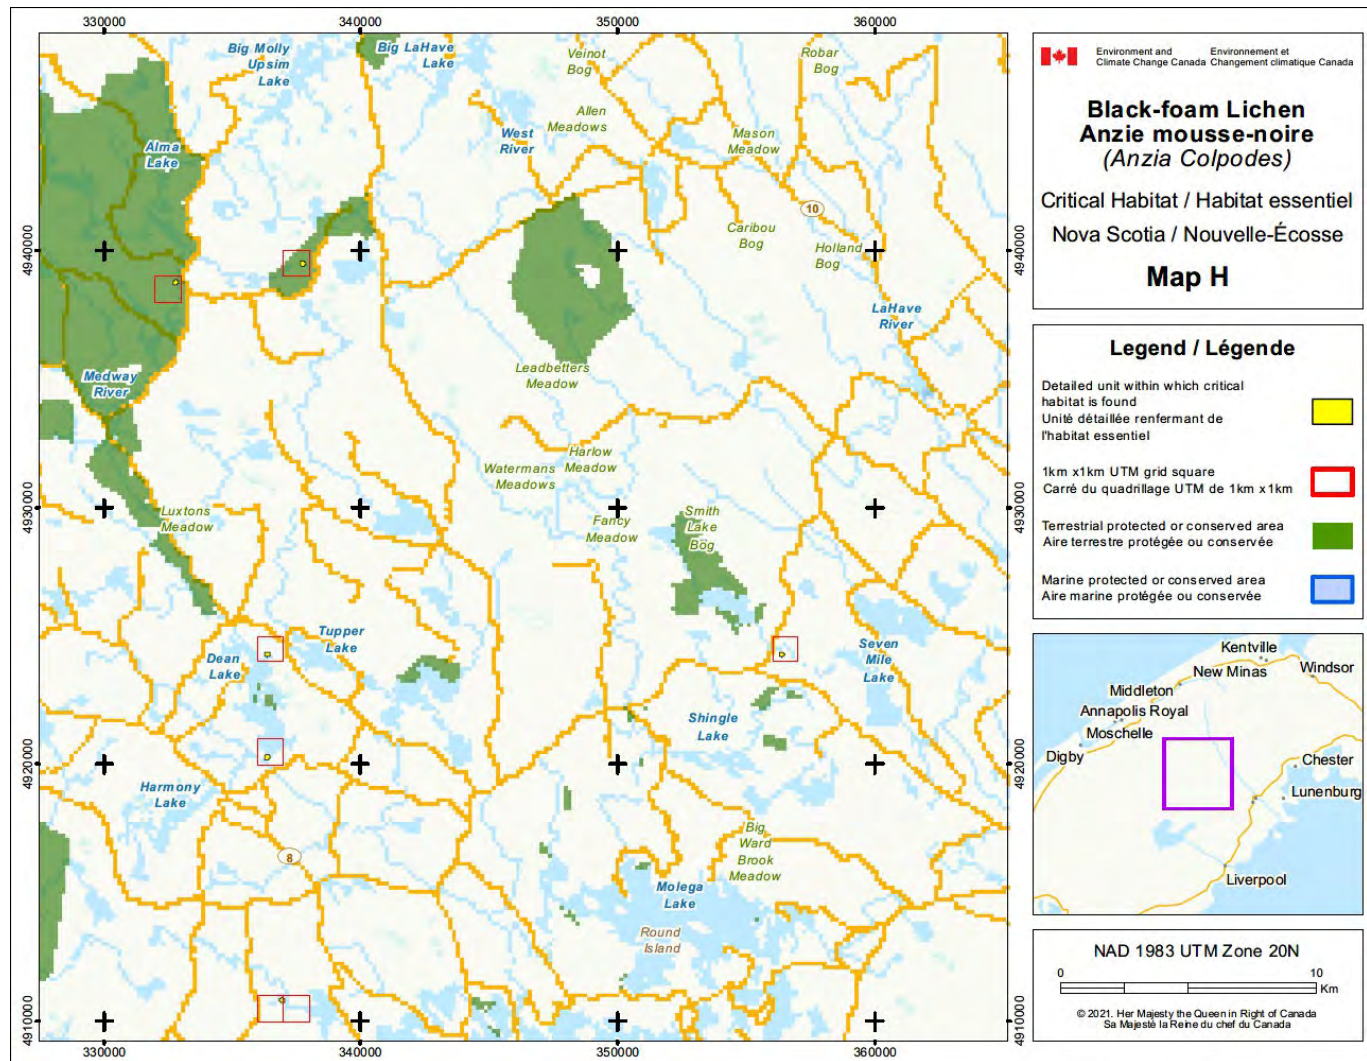 330000
340000
350000
360000
Big Molly
Upsim
Lake
Big LaHave
Lake
Veinot
Bog
Robar
Bog
Allen
Meadows
West
River
Mason
Meadow
Alma
Lake
10
Caribou
Bog
Holland
Bog
4940000
4940000
LaHave
River
Medway
River
Leadbetters
Meadow
Harlow
Meadow
Watermans
Meadows
Luxtons
Meadow
Fancy
Meadow
Smith
Lake
Bog
4930000
4930000
Tupper
Lake
Dean
Lake
Seven
Mile
Lake
Shingle
Lake
4920000
4920000
Harmony
Lake
8
Big
Ward
Brook
Meadow
Molega
Lake
Round
Island
4910000
4910000
330000
340000
350000
360000
Environment and
Climate Change Canada
Environnement et
Changement climatique Canada
Black-foam Lichen
Anzie mousse-noire
(Anzia Colpodes)
Critical Habitat / Habitat essentiel
Nova Scotia / Nouvelle-Écosse
Map H
Legend / Légende
Detailed unit within which critical
habitat is found
Unité détaillée renfermant de
l'habitat essentiel
1km x1km UTM grid square
Carré du quadrillage UTM de 1km x1km
Terrestrial protected or conserved area
Aire terrestre protégée ou conservée
Marine protected or conserved area
Aire marine protégée ou conservée
Kentville
New Minas
Windsor
Middleton
Annapolis Royal
Moschelle
Digby
Chester
Lunenburg
Liverpool
NAD 1983 UTM Zone 20N
0
10
Km
© 2021. Her Majesty the Queen in Right of Canada
Sa Majesté la Reine du chef du Canada